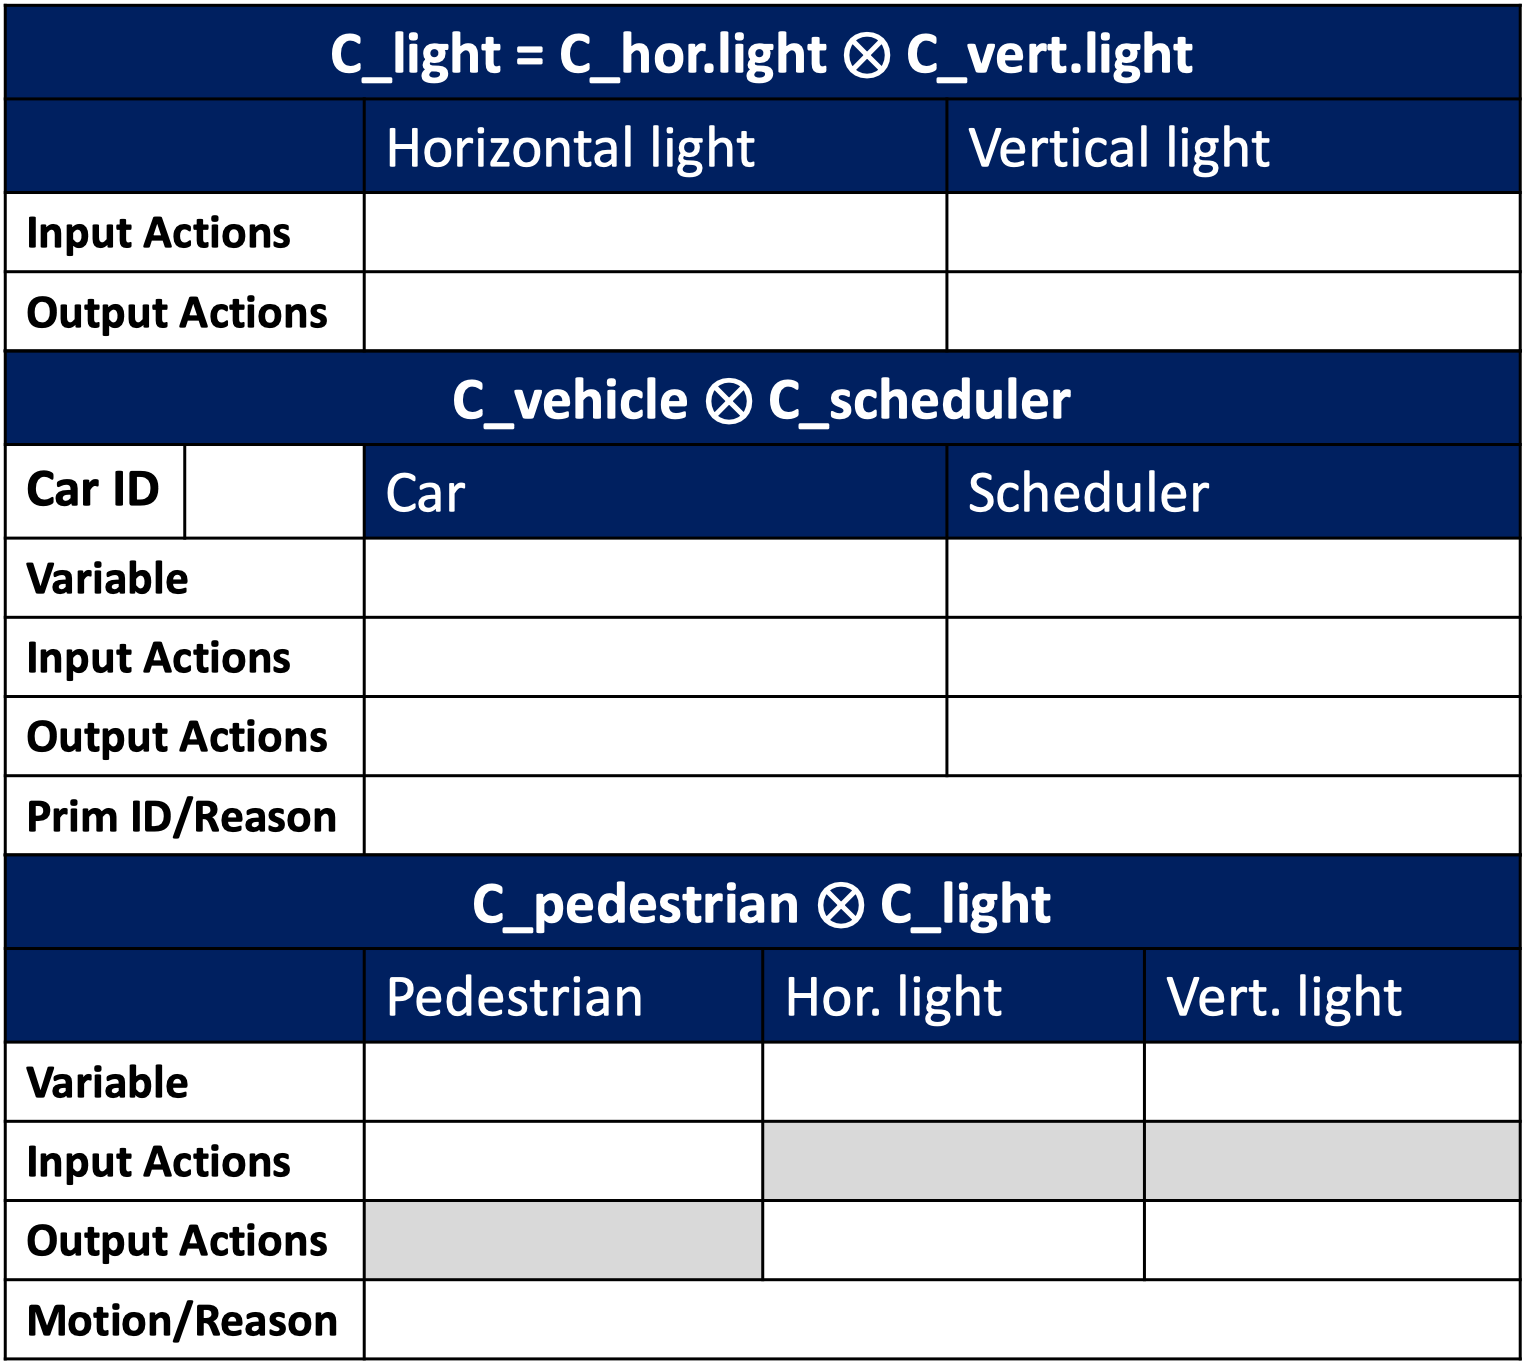 C_light = C_hor.light ⊗ C_vert.light
Horizontal light Vertical light
Input Actions
Output Actions
C_vehicle ⊗ C_scheduler
Car ID Car Scheduler
Variable
Input Actions
Output Actions
Prim ID/Reason
C_pedestrian ⊗ C_light
Pedestrian Hor. light Vert. light
Variable
Input Actions
Output Actions
Motion/Reason